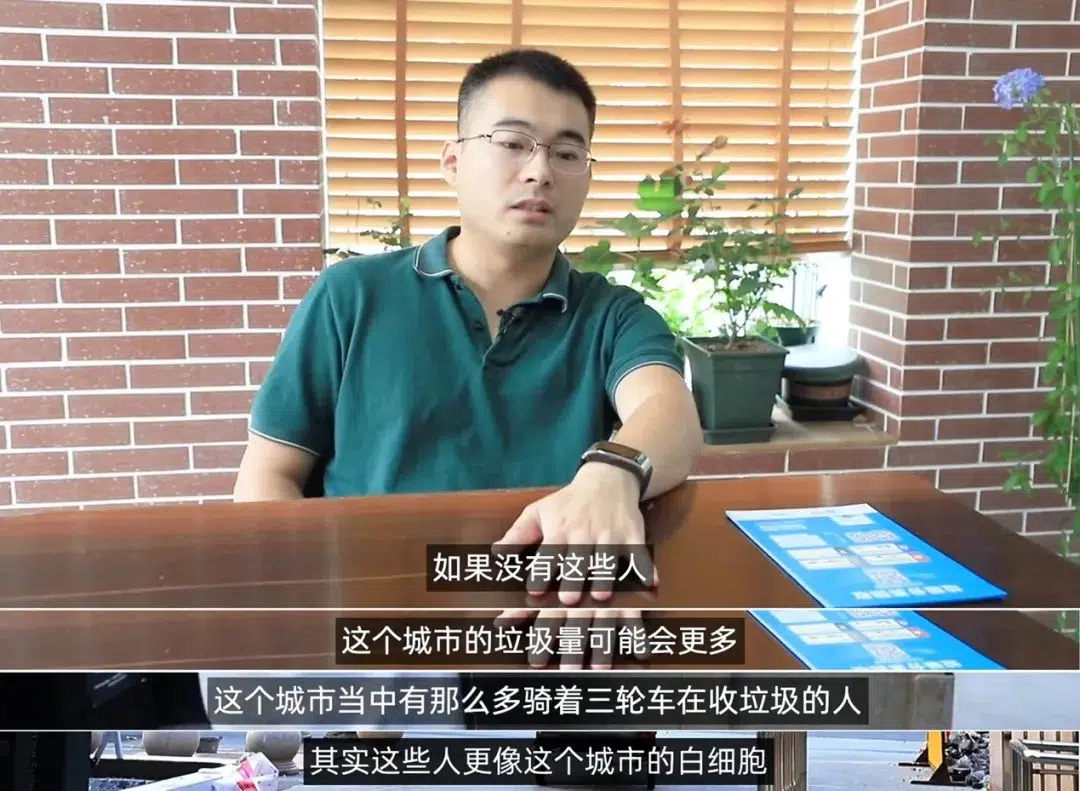 如果没有这些人
这个城市的垃圾量可能会更多
这个城市当中有那么多骑着三轮车在收垃圾的人
其实这些人更像这个城市的白细胞